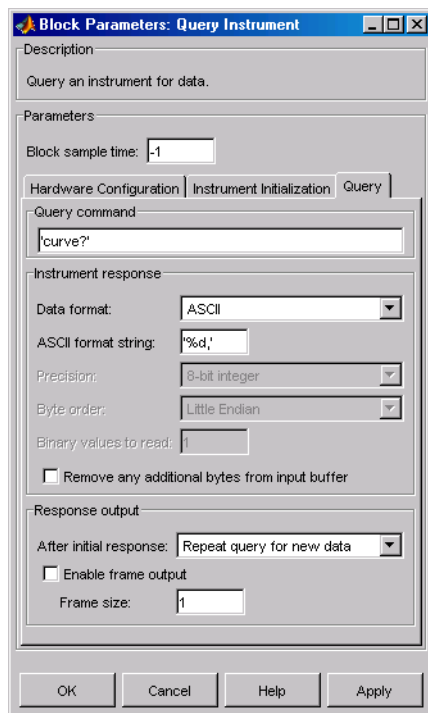 Block Parameters: Query Instrument
Description
Query an instrument for data.
Parameters
Block sample time: -1
Hardware Configuration Instrument Initialization Query
Query command
'curve?'
Instrument response
Data format: ASCII
ASCII format string: '%d,'
Precision: 8-bit integer
Byte order: Little Endian
Binary values to read: 1
Remove any additional bytes from input buffer
Response output
After initial response: Repeat query for new data
Enable frame output
Frame size: 1
OK Cancel Help Apply